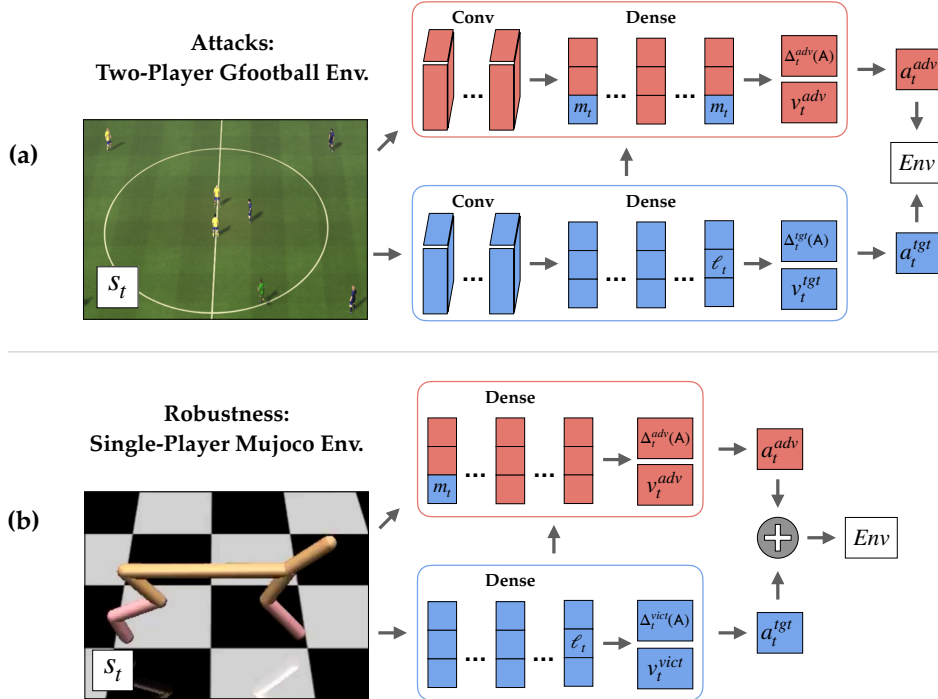 Attacks:
Two-Player Gfootball Env.
(a)
s_t
Conv
Dense
...
...
...
m_t
m_t
Δ_t^{adv}(A)
v_t^{adv}
a_t^{adv}
Env
Conv
Dense
...
...
...
ℓ_t
Δ_t^{tgt}(A)
v_t^{tgt}
a_t^{tgt}
Robustness:
Single-Player Mujoco Env.
(b)
s_t
Dense
...
...
m_t
Δ_t^{adv}(A)
v_t^{adv}
a_t^{adv}
Env
Dense
...
...
ℓ_t
Δ_t^{vict}(A)
v_t^{vict}
a_t^{tgt}